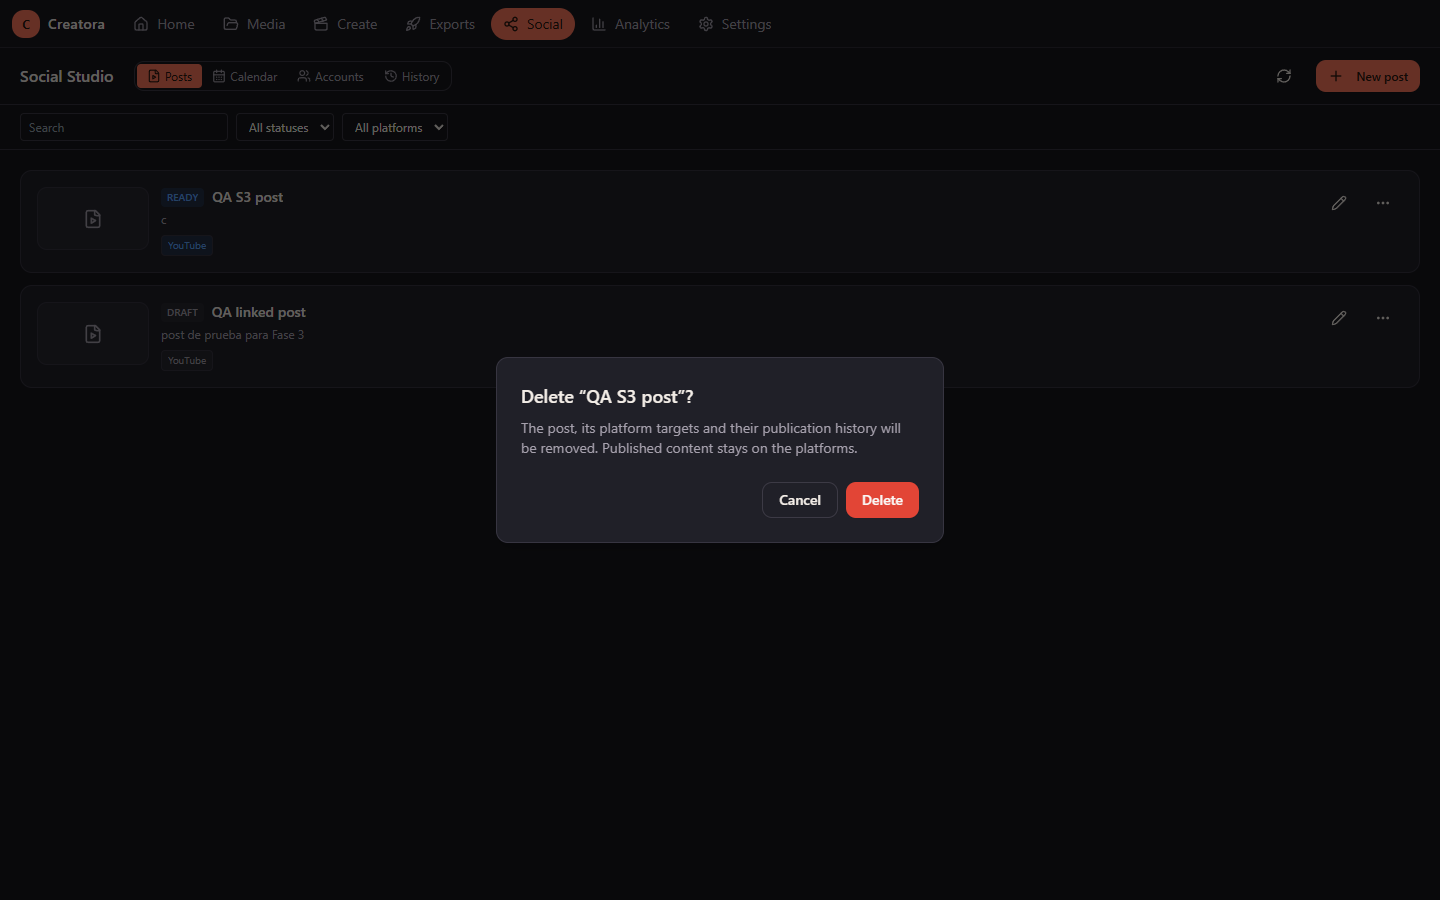 C Creatora Home Media Create Exports Social Analytics Settings
Social Studio Posts Calendar Accounts History New post
Search All statuses All platforms
READY QA S3 post
c
YouTube
DRAFT QA linked post
post de prueba para Fase 3
YouTube
Delete “QA S3 post”?
The post, its platform targets and their publication history will
be removed. Published content stays on the platforms.
Cancel Delete